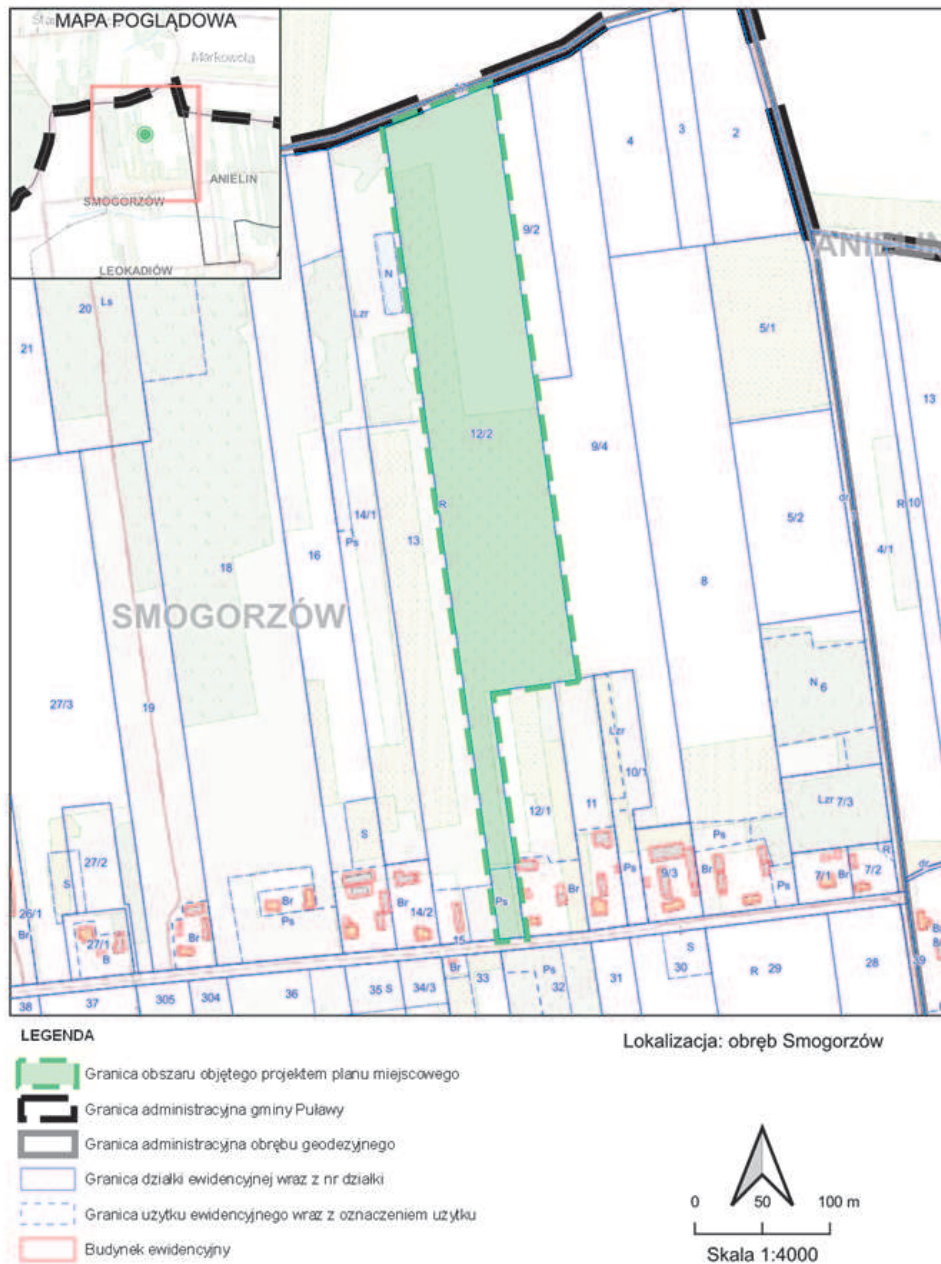 MAPA POGLĄDOWA
Markowola
ANIELIN
SMOGORZÓW
LEOKADIÓW
4
3
2
9/2
ANIELIN
N
Lzr
20
Ls
21
5/1
13
12/2
9/4
R
14/1
Ps
13
16
18
5/2
dr
R
10
4/1
8
SMOGORZÓW
27/3
19
N 6
Lzr
10/1
11
12/1
Lzr 7/3
S
27/2
S
Ps
Ps
R
26/1
Br
27/1
B
Br
Br
Ps
Br
14/2
15
Ps
Br
Ps
9/3
Br
Ps
7/1
Br
7/2
dr
38
37
305
304
36
35 S
34/3
Br
33
Ps
32
31
S
30
R
29
28
39
LEGENDA
Lokalizacja: obręb Smogorzów
Granica obszaru objętego projektem planu miejscowego
Granica administracyjna gminy Puławy
Granica administracyjna obrębu geodezyjnego
Granica działki ewidencyjnej wraz z nr działki
Granica użytku ewidencyjnego wraz z oznaczeniem użytku
Budynek ewidencyjny
0 50 100 m
Skala 1:4000